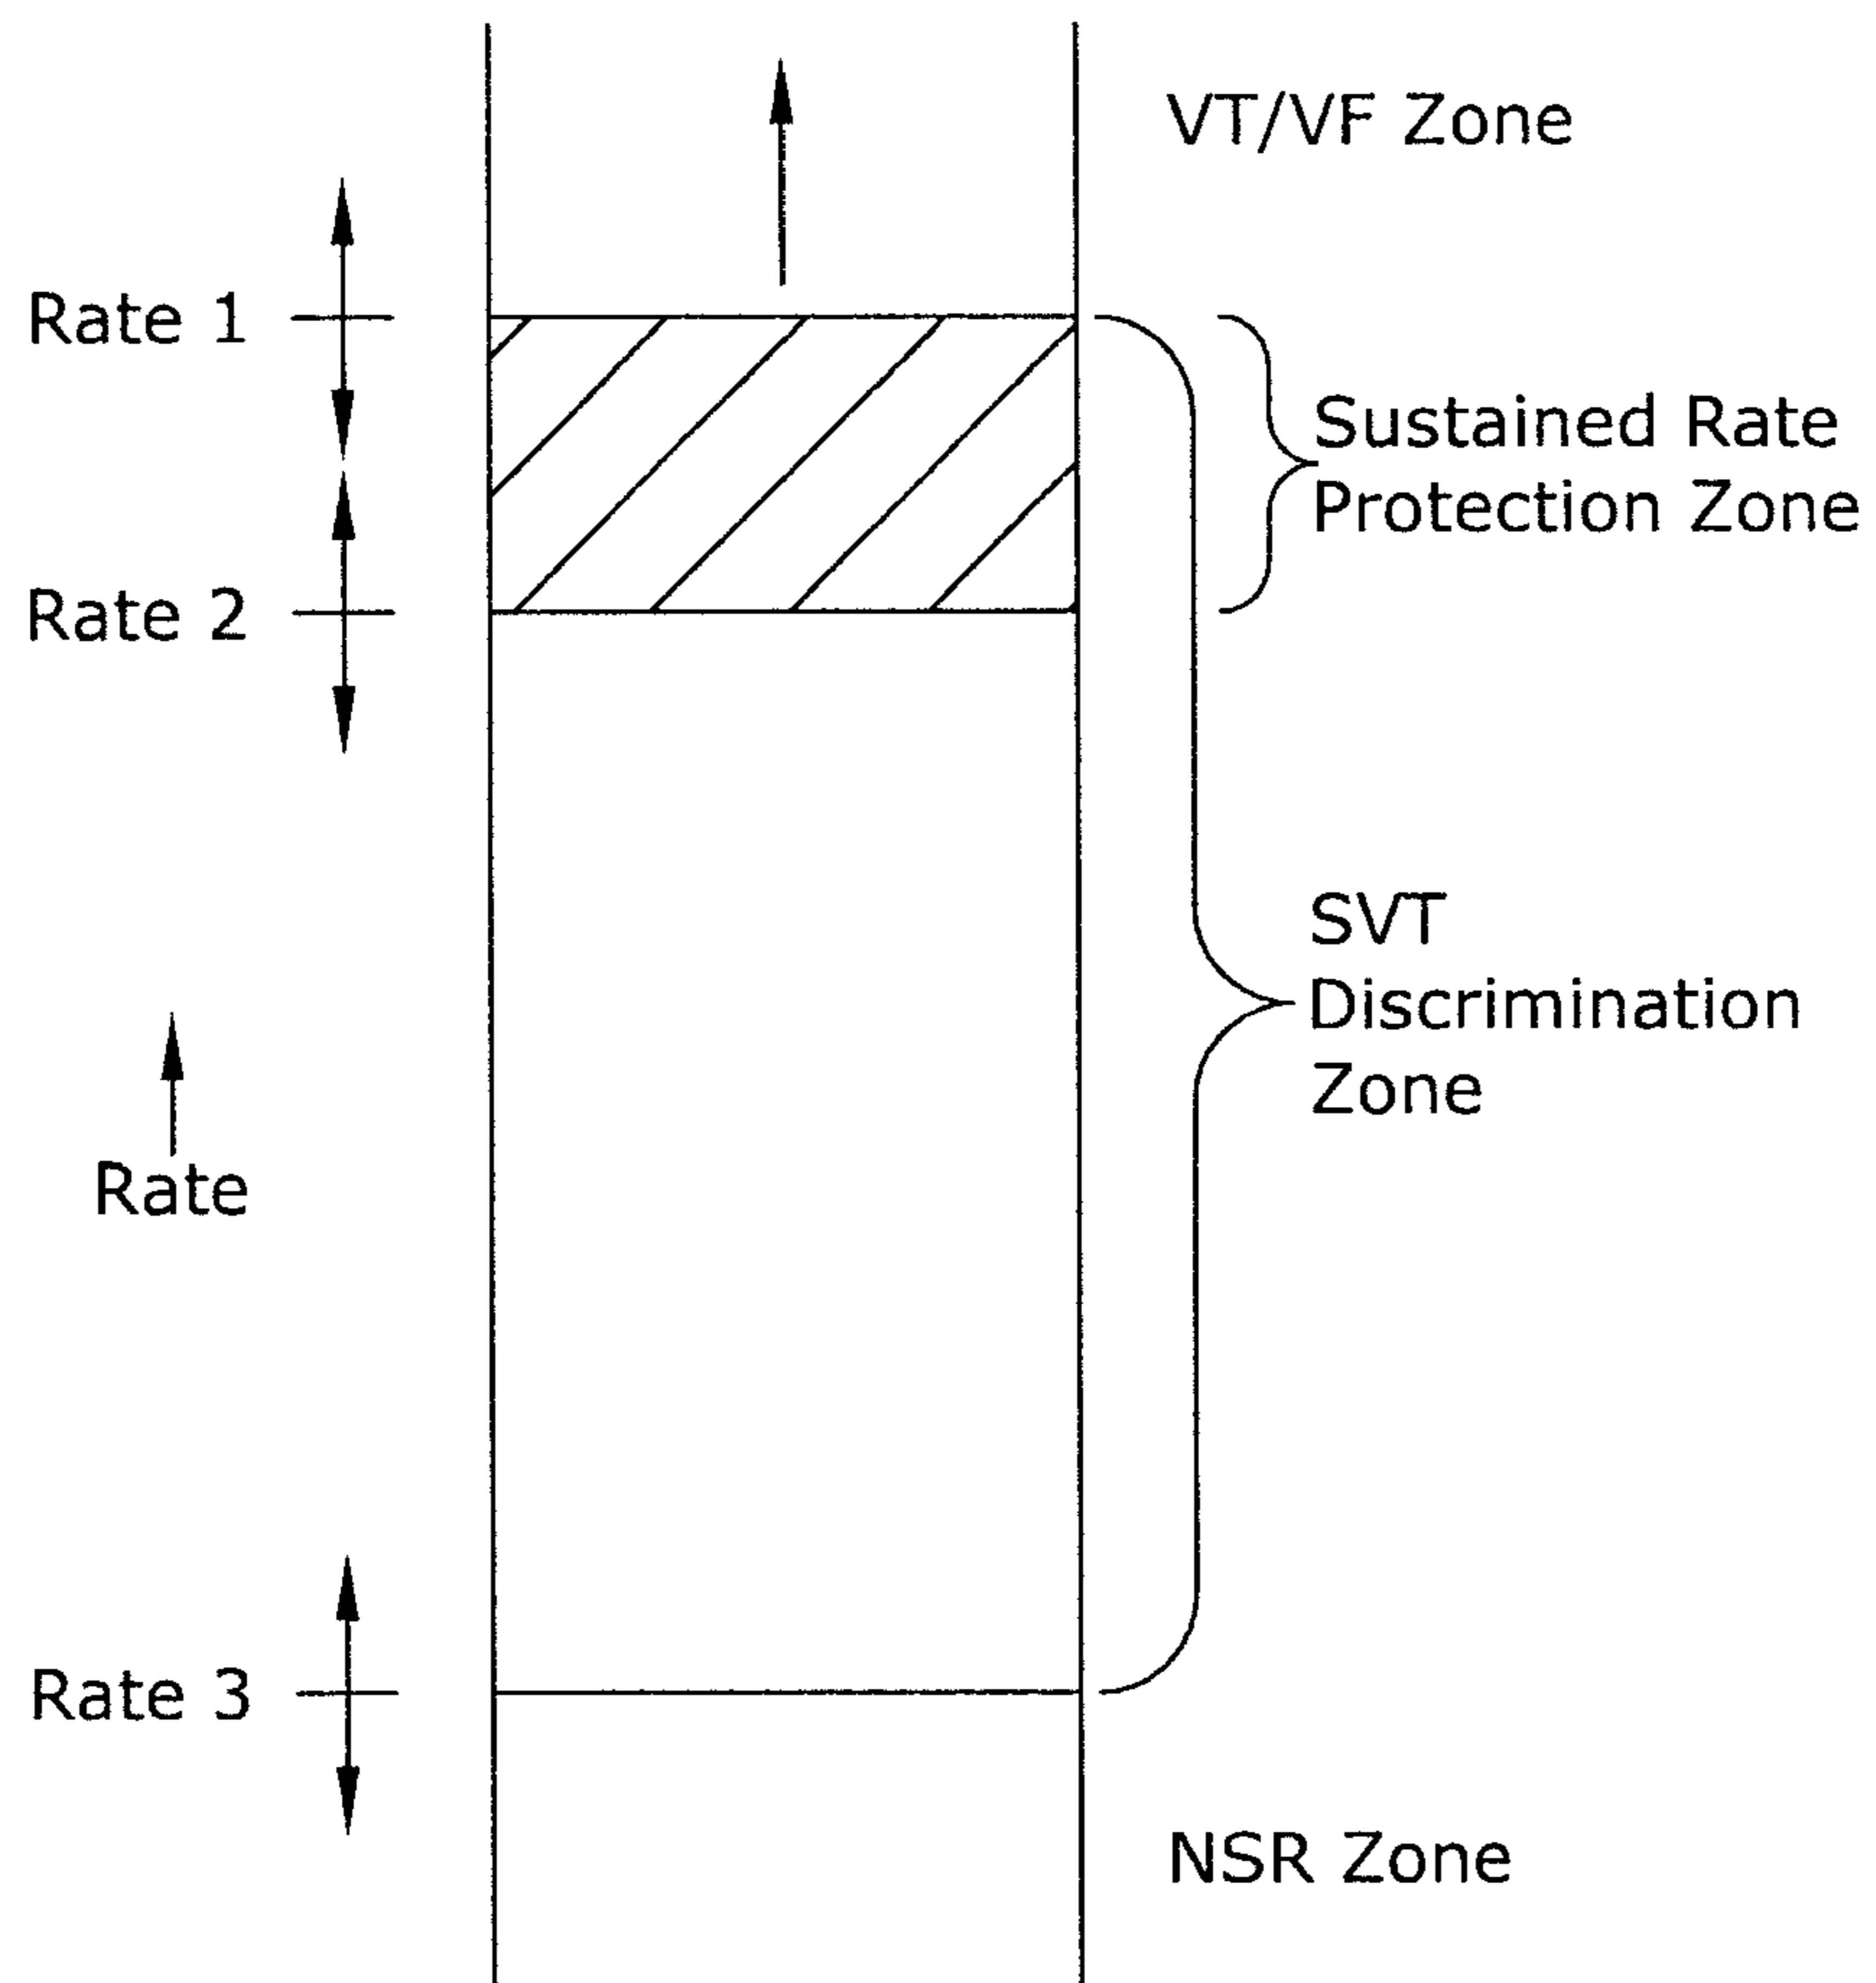 VT/VF Zone
Rate 1
Sustained Rate
Protection Zone
Rate 2
SVT
Discrimination
Zone
Rate
Rate 3
NSR Zone